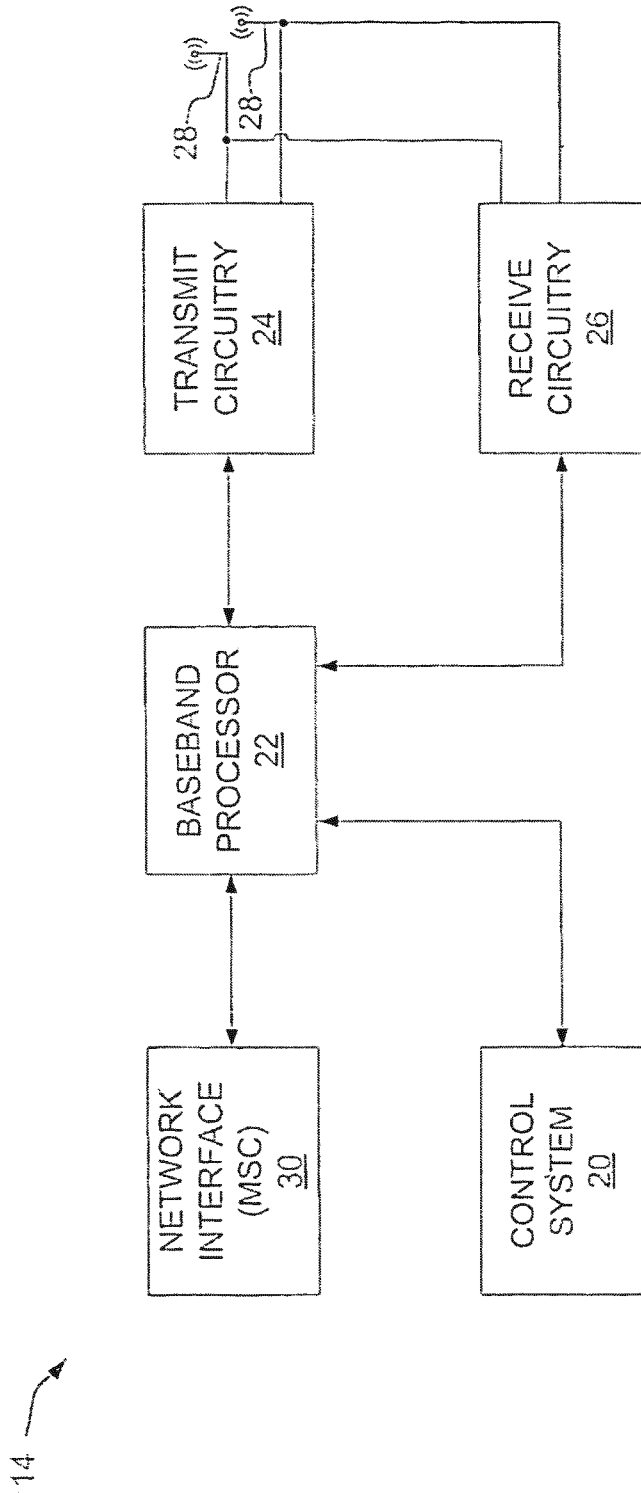 14
NETWORK
INTERFACE
(MSC)
30
BASEBAND
PROCESSOR
22
TRANSMIT
CIRCUITRY
24
28
28
CONTROL
SYSTEM
20
RECEIVE
CIRCUITRY
26